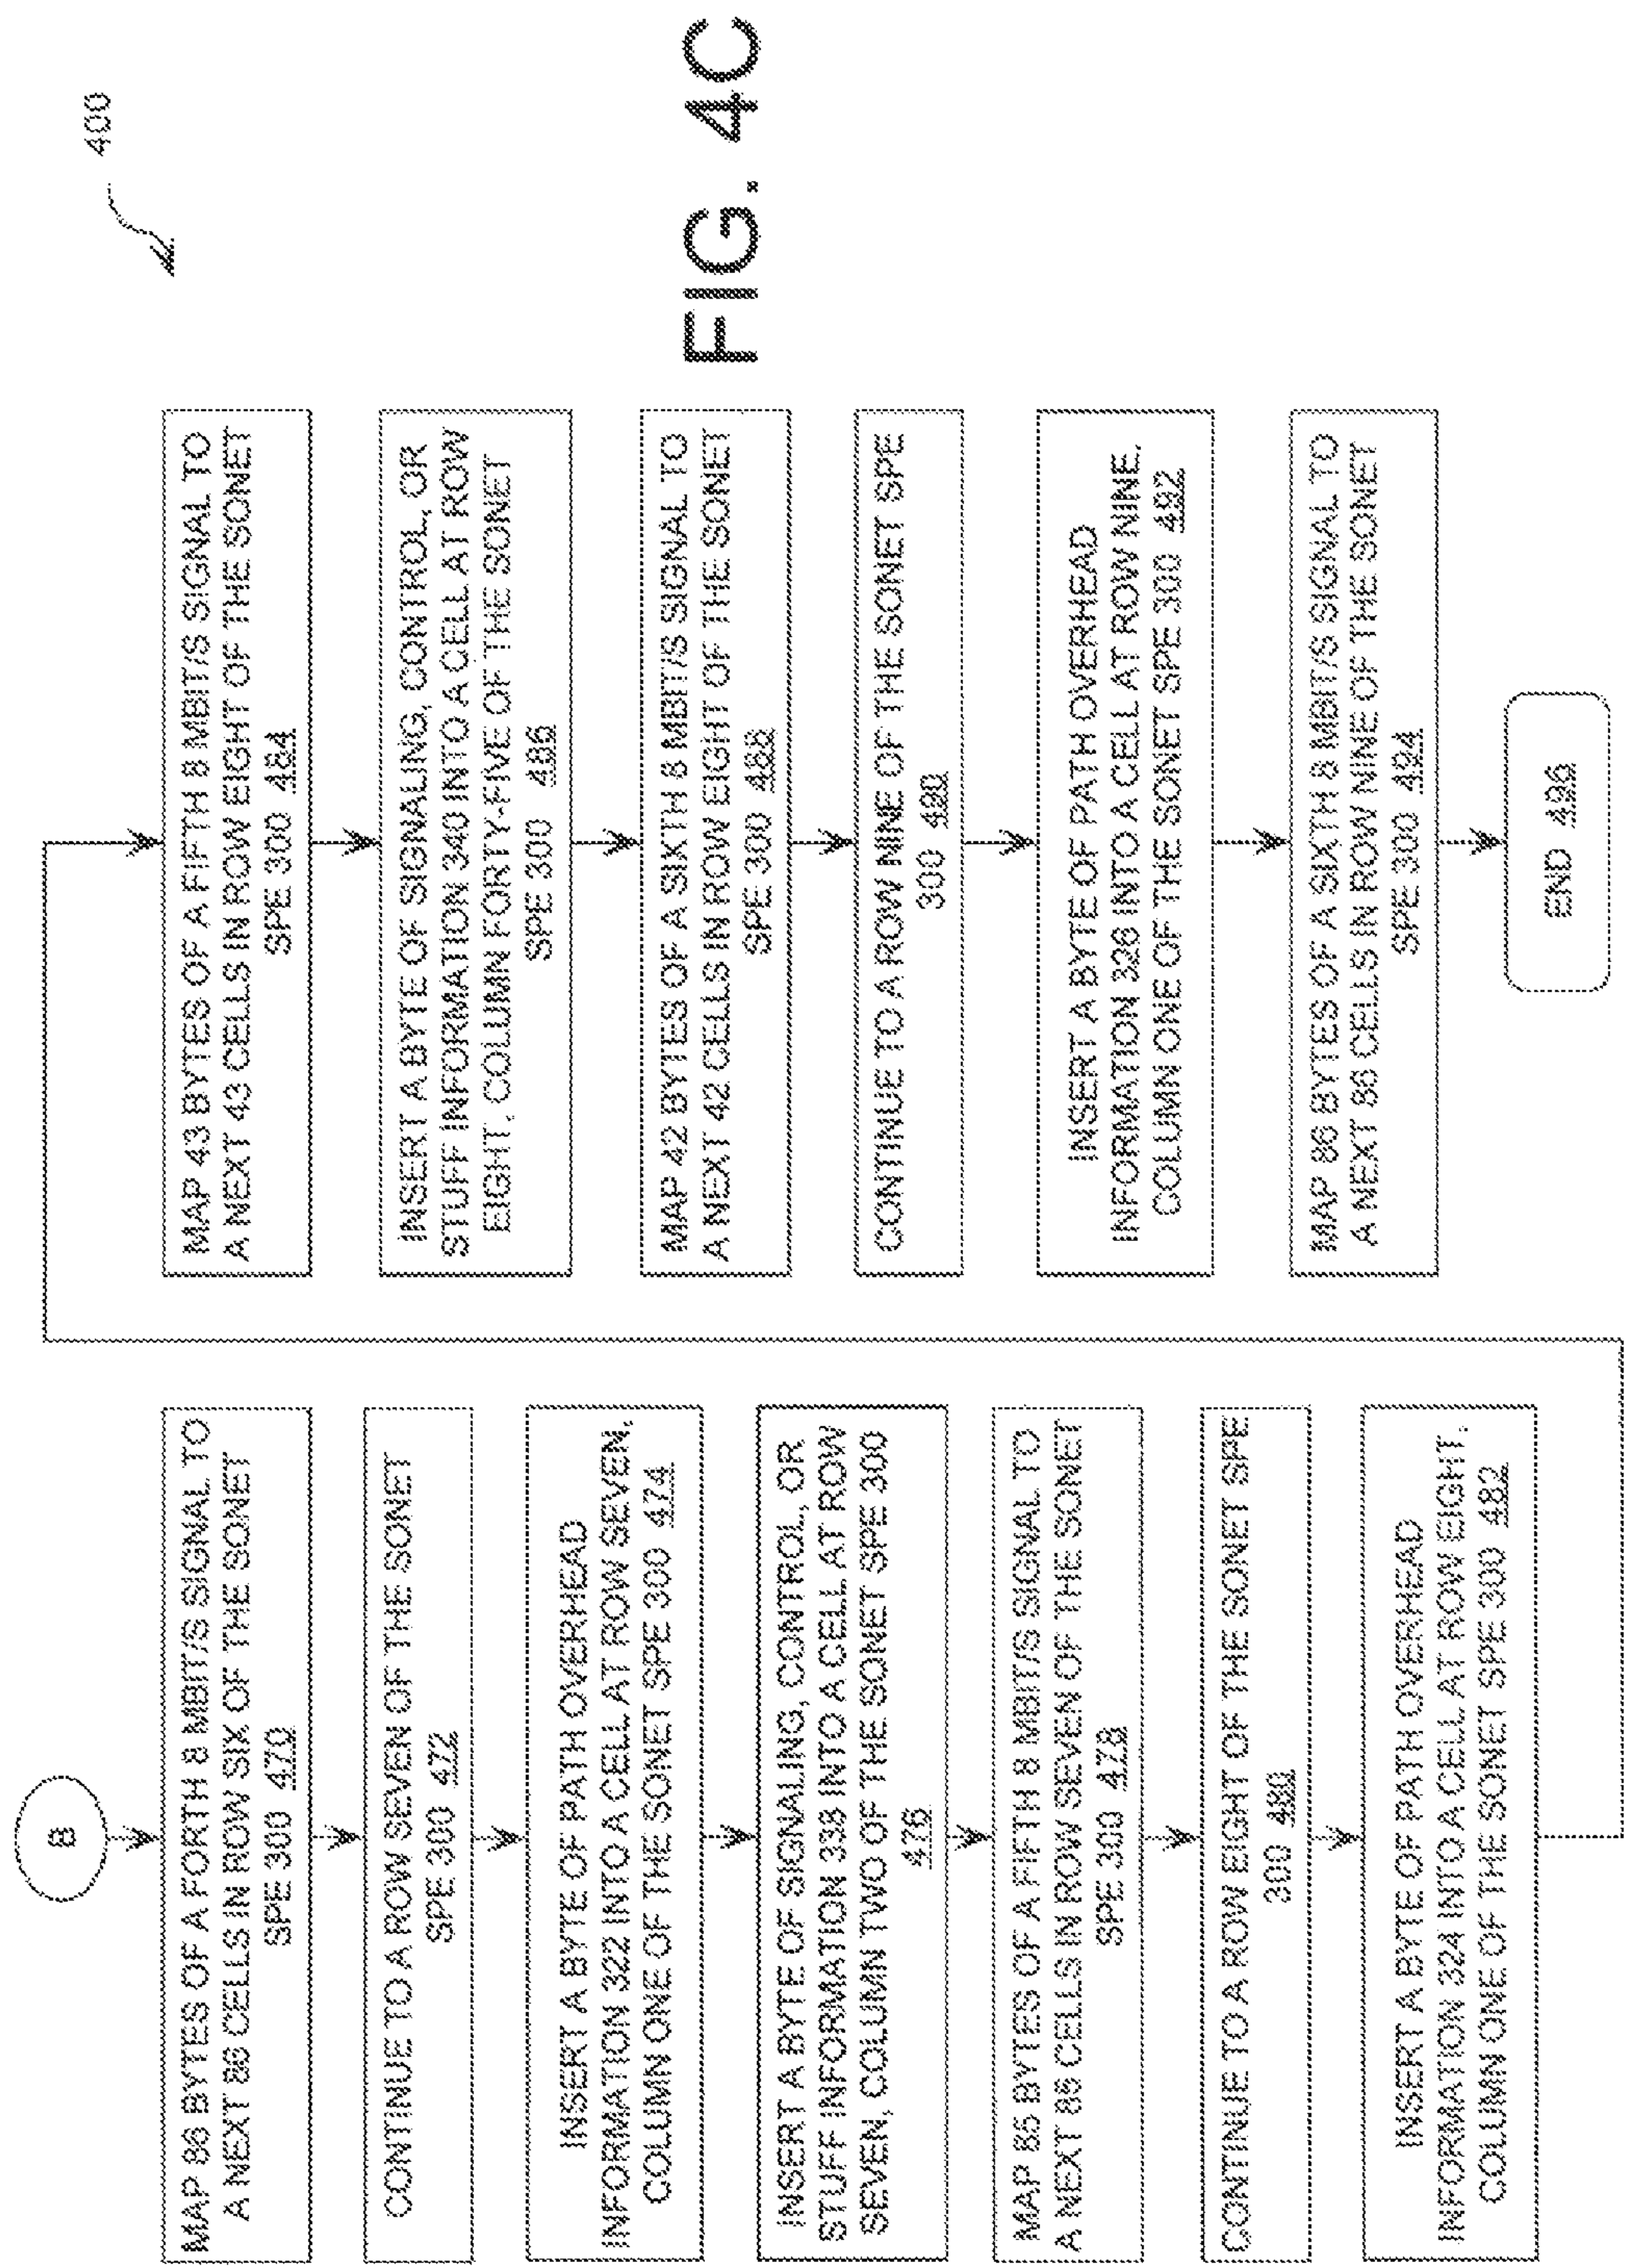 400
B
MAP 86 BYTES OF A FORTH 8 MBIT/S SIGNAL TO
A NEXT 86 CELLS IN ROW SIX OF THE SONET
SPE 300 470
CONTINUE TO A ROW SEVEN OF THE SONET
SPE 300 472
INSERT A BYTE OF PATH OVERHEAD
INFORMATION 322 INTO A CELL AT ROW SEVEN,
COLUMN ONE OF THE SONET SPE 300 474
INSERT A BYTE OF SIGNALING, CONTROL, OR
STUFF INFORMATION 338 INTO A CELL AT ROW
SEVEN, COLUMN TWO OF THE SONET SPE 300
476
MAP 85 BYTES OF A FIFTH 8 MBIT/S SIGNAL TO
A NEXT 85 CELLS IN ROW SEVEN OF THE SONET
SPE 300 478
CONTINUE TO A ROW EIGHT OF THE SONET SPE
300 480
INSERT A BYTE OF PATH OVERHEAD
INFORMATION 324 INTO A CELL AT ROW EIGHT,
COLUMN ONE OF THE SONET SPE 300 482
MAP 43 BYTES OF A FIFTH 8 MBIT/S SIGNAL TO
A NEXT 43 CELLS IN ROW EIGHT OF THE SONET
SPE 300 484
INSERT A BYTE OF SIGNALING, CONTROL, OR
STUFF INFORMATION 340 INTO A CELL AT ROW
EIGHT, COLUMN FORTY-FIVE OF THE SONET
SPE 300 486
MAP 42 BYTES OF A SIXTH 8 MBIT/S SIGNAL TO
A NEXT 42 CELLS IN ROW EIGHT OF THE SONET
SPE 300 488
CONTINUE TO A ROW NINE OF THE SONET SPE
300 490
INSERT A BYTE OF PATH OVERHEAD
INFORMATION 326 INTO A CELL AT ROW NINE,
COLUMN ONE OF THE SONET SPE 300 492
MAP 86 BYTES OF A SIXTH 8 MBIT/S SIGNAL TO
A NEXT 86 CELLS IN ROW NINE OF THE SONET
SPE 300 494
END 496
FIG. 4C